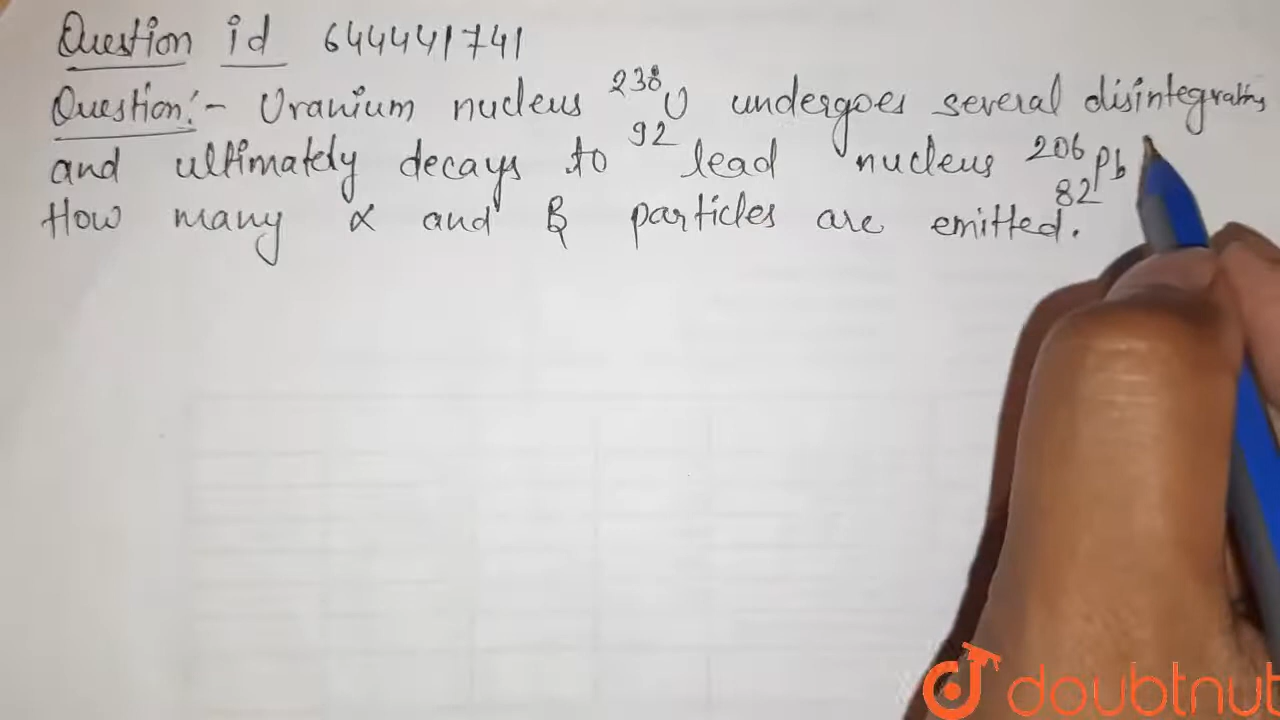 Question id 644441741
Question:- Uranium nucleus ²³⁸₉₂U undergoes several disintegrations
and ultimately decays to lead nucleus ²⁰⁶₈₂Pb
How many α and β particles are emitted.
doubtnut